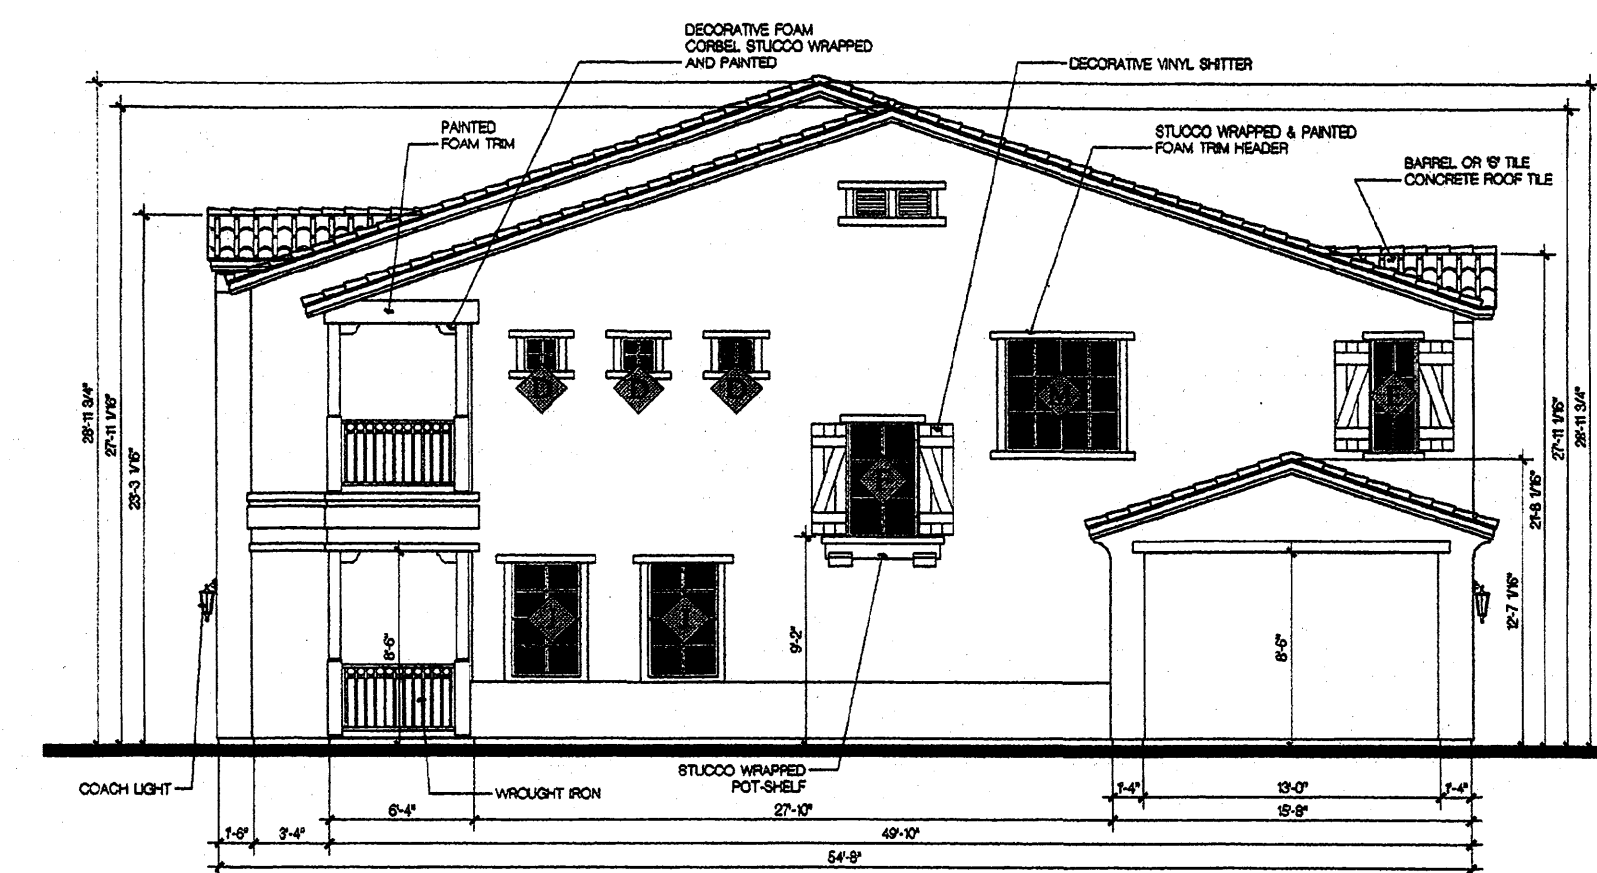 DECORATIVE FOAM
CORBEL STUCCO WRAPPED
AND PAINTED
DECORATIVE VINYL SHITTER
PAINTED
FOAM TRIM
STUCCO WRAPPED & PAINTED
FOAM TRIM HEADER
BARREL OR 'S' TILE
CONCRETE ROOF TILE
28'-11 3/4"
27'-11 1/16"
23'-3 1/16"
D
D
D
M
E
P
J
J
8'-6"
9'-2"
8'-6"
12'-7 1/16"
21'-8 1/16"
27'-11 1/16"
28'-11 3/4"
COACH LIGHT
WROUGHT IRON
STUCCO WRAPPED
POT-SHELF
1'-4"
13'-0"
1'-4"
6'-4"
27'-10"
15'-8"
1'-6"
3'-4"
49'-10"
54'-8"